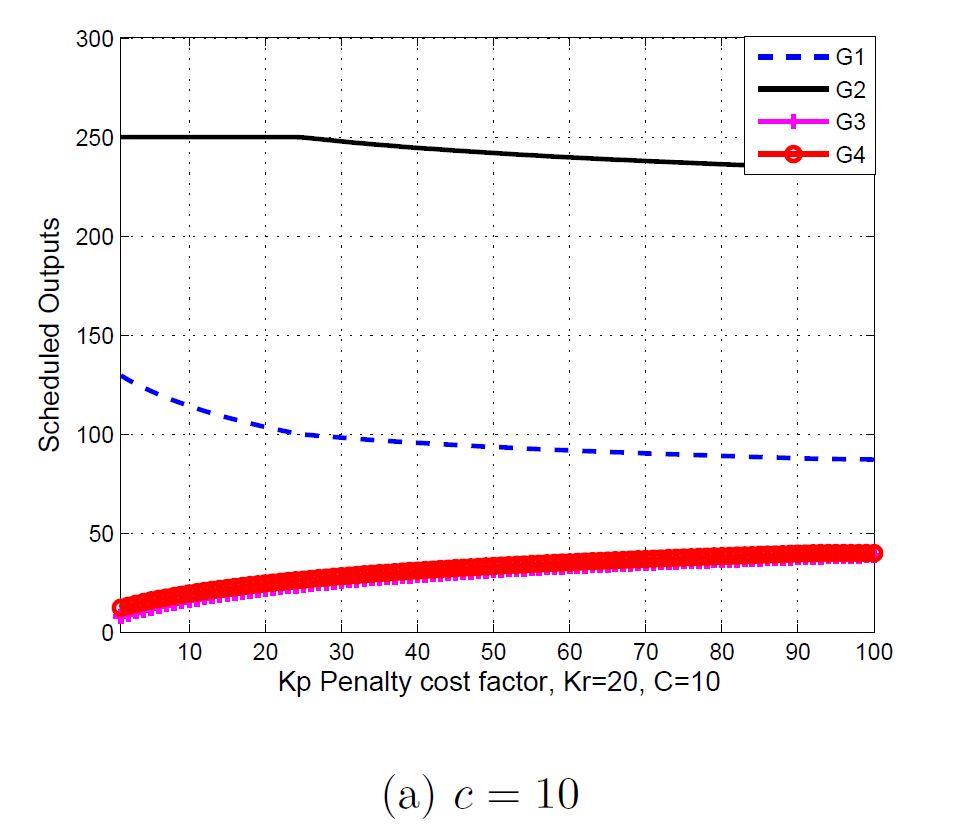 300
250
200
150
100
50
0
Scheduled Outputs
G1
G2
G3
G4
10 20 30 40 50 60 70 80 90 100
Kp Penalty cost factor, Kr=20, C=10
(a) c = 10